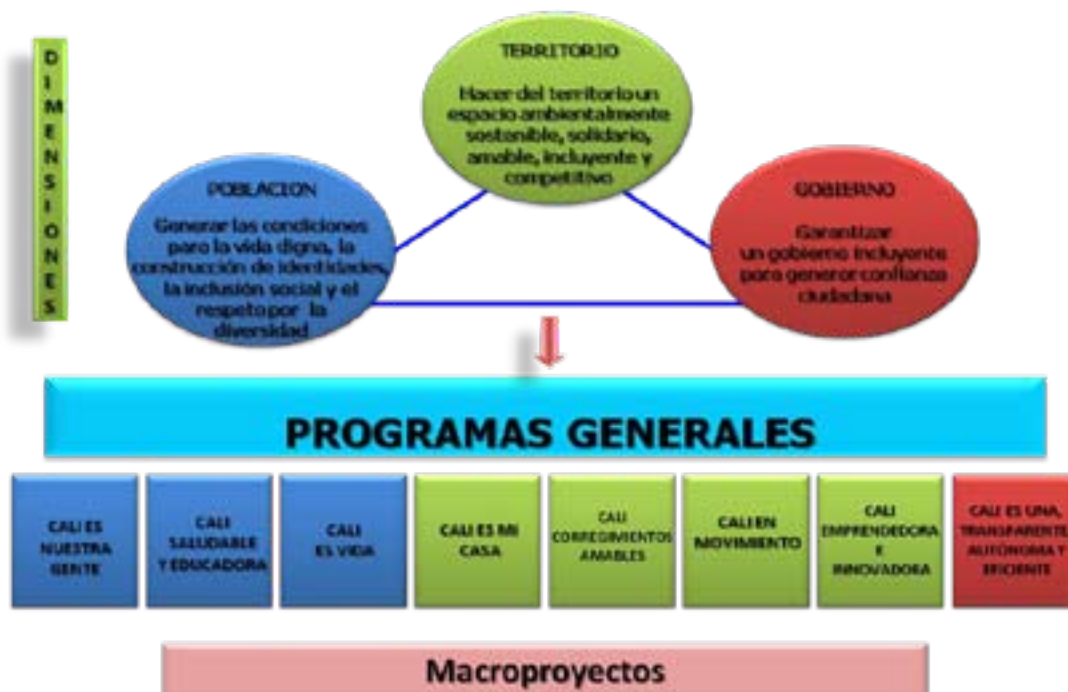 DIMENSIONES
TERRITORIO
Hacer del territorio un
espacio ambientalmente
sostenible, solidario,
amable, incluyente y
competitivo
POBLACION
Generar las condiciones
para la vida digna, la
construcción de identidades,
la inclusión social y el
respeto por la
diversidad
GOBIERNO
Garantizar
un gobierno incluyente
para generar confianza
ciudadana
PROGRAMAS GENERALES
CALI ES
NUESTRA
GENTE
CALI
SALUDABLE
Y EDUCADORA
CALI
ES VIDA
CALI ES MI
CASA
CALI
CORREGIMIENTOS
AMABLES
CALI EN
MOVIMIENTO
CALI
EMPRENDEDORA
E
INNOVADORA
CALI ES UNA,
TRANSPARENTE,
AUTÓNOMA Y
EFICIENTE
Macroproyectos